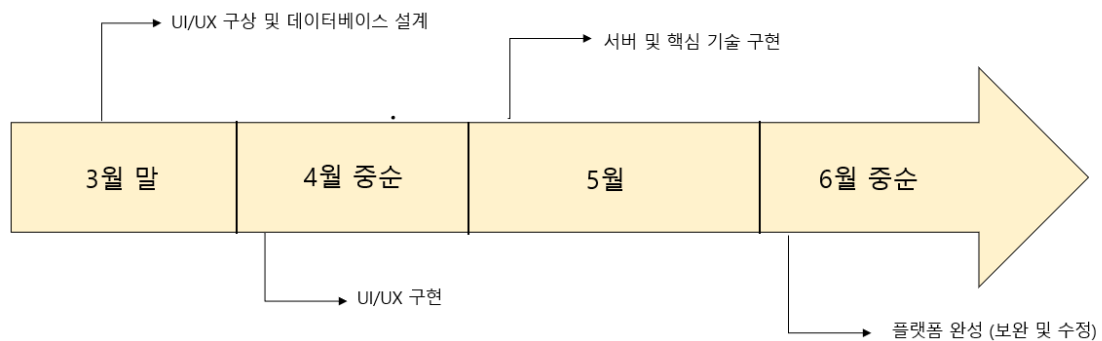 UI/UX 구상 및 데이터베이스 설계
서버 및 핵심 기술 구현
3월 말
4월 중순
5월
6월 중순
UI/UX 구현
플랫폼 완성 (보완 및 수정)